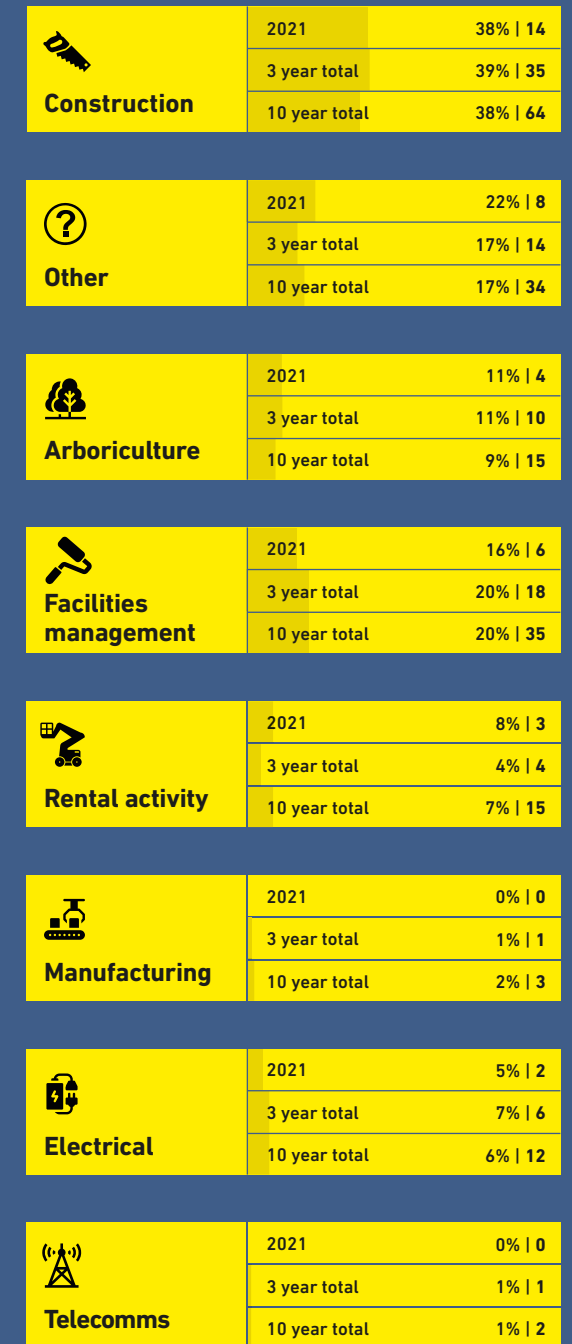 Construction
2021 38% | 14
3 year total 39% | 35
10 year total 38% | 64
Other
2021 22% | 8
3 year total 17% | 14
10 year total 17% | 34
Arboriculture
2021 11% | 4
3 year total 11% | 10
10 year total 9% | 15
Facilities
management
2021 16% | 6
3 year total 20% | 18
10 year total 20% | 35
Rental activity
2021 8% | 3
3 year total 4% | 4
10 year total 7% | 15
Manufacturing
2021 0% | 0
3 year total 1% | 1
10 year total 2% | 3
Electrical
2021 5% | 2
3 year total 7% | 6
10 year total 6% | 12
Telecomms
2021 0% | 0
3 year total 1% | 1
10 year total 1% | 2